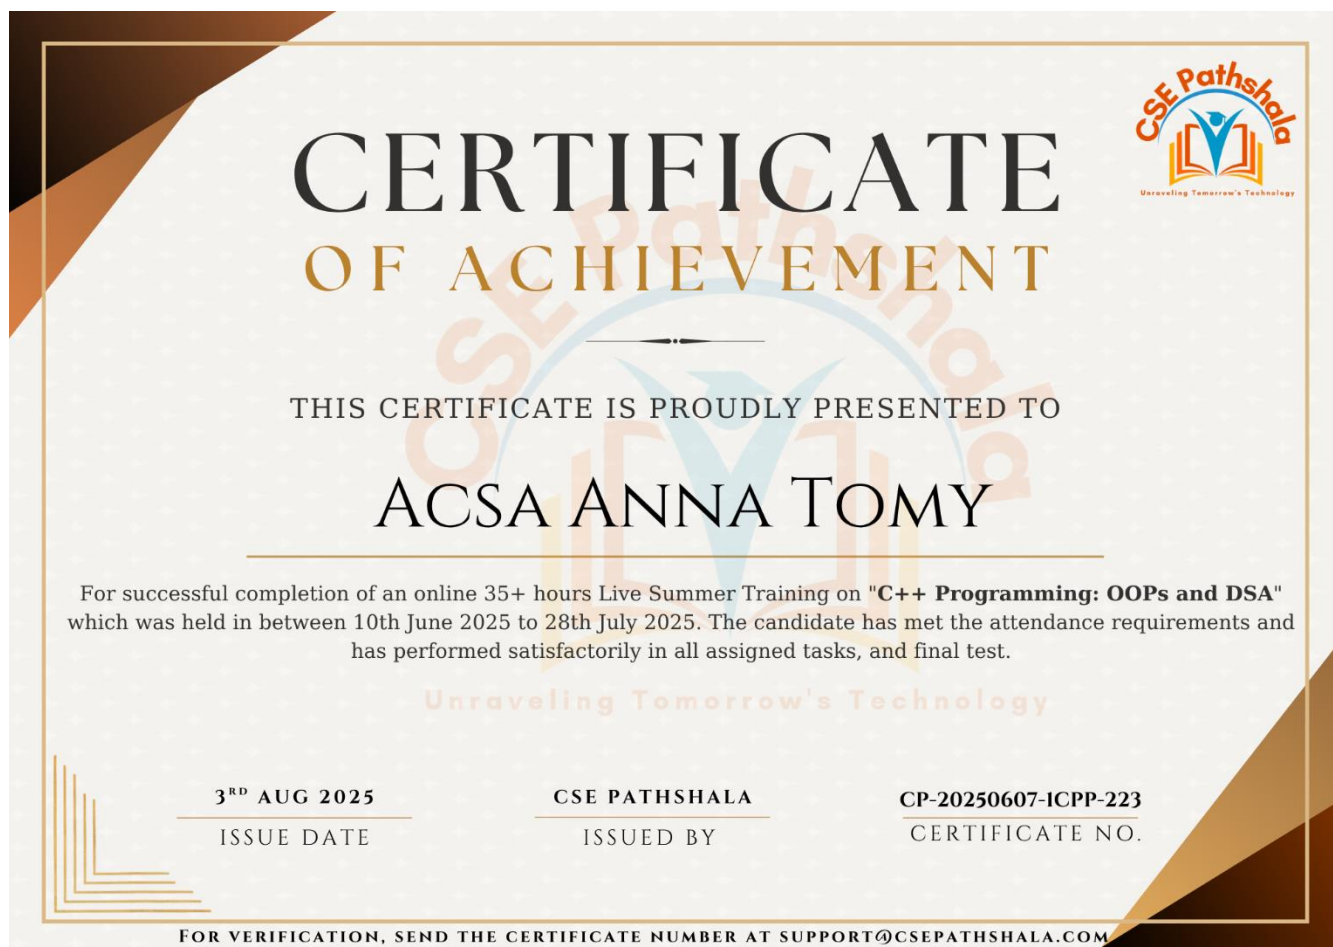 CSE Pathshala
Unraveling Tomorrow's Technology
CERTIFICATE
OF ACHIEVEMENT
THIS CERTIFICATE IS PROUDLY PRESENTED TO
ACSA ANNA TOMY
For successful completion of an online 35+ hours Live Summer Training on "C++ Programming: OOPs and DSA"
which was held in between 10th June 2025 to 28th July 2025. The candidate has met the attendance requirements and
has performed satisfactorily in all assigned tasks, and final test.
CSE Pathshala
Unraveling Tomorrow's Technology
3RD AUG 2025
ISSUE DATE
CSE PATHSHALA
ISSUED BY
CP-20250607-ICPP-223
CERTIFICATE NO.
FOR VERIFICATION, SEND THE CERTIFICATE NUMBER AT SUPPORT@CSEPATHSHALA.COM